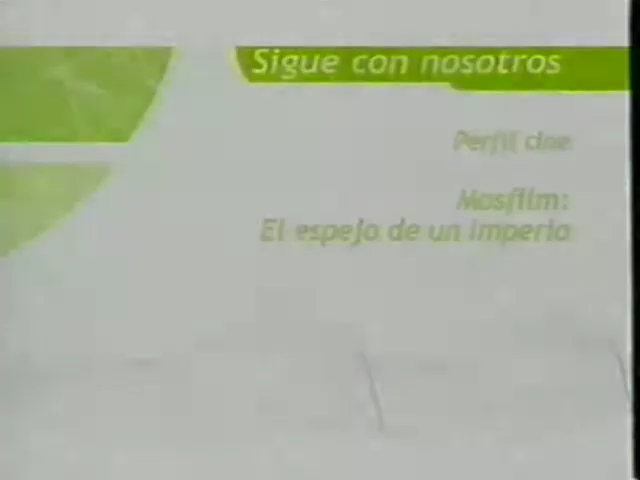 Sigue con nosotros
Perfil cine
Mosfilm:
El espejo de un imperio